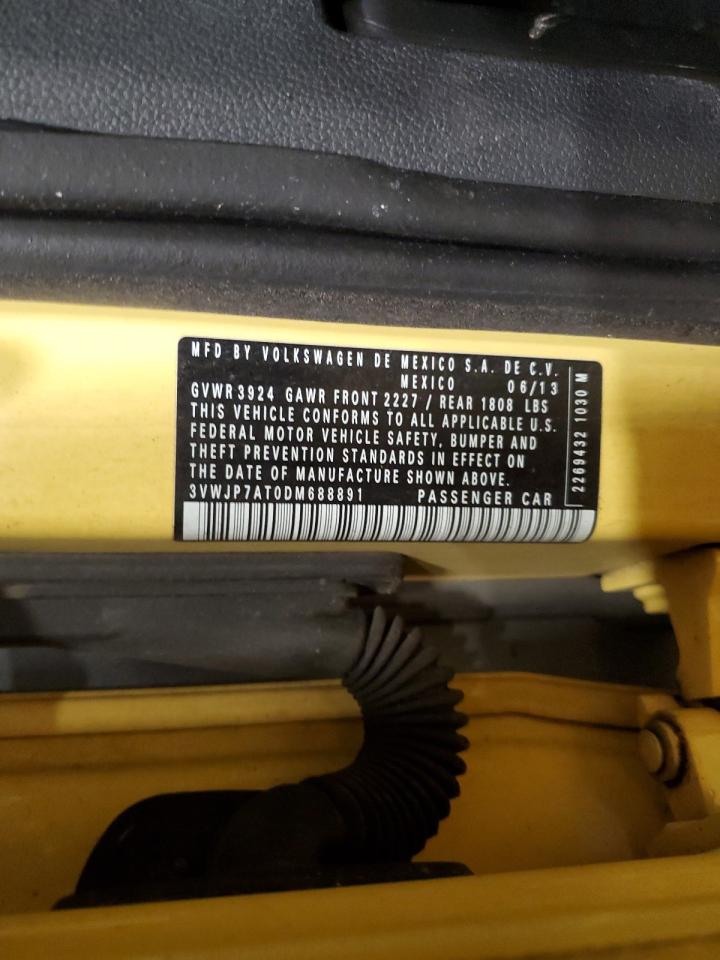 MFD BY VOLKSWAGEN DE MEXICO S.A. DE C.V.
MEXICO 06/13
GVWR 3924 GAWR FRONT 2227 / REAR 1808 LBS
THIS VEHICLE CONFORMS TO ALL APPLICABLE U.S.
FEDERAL MOTOR VEHICLE SAFETY, BUMPER AND
THEFT PREVENTION STANDARDS IN EFFECT ON
THE DATE OF MANUFACTURE SHOWN ABOVE.
3VWJP7AT0DM688891 PASSENGER CAR
2269432 1030 M